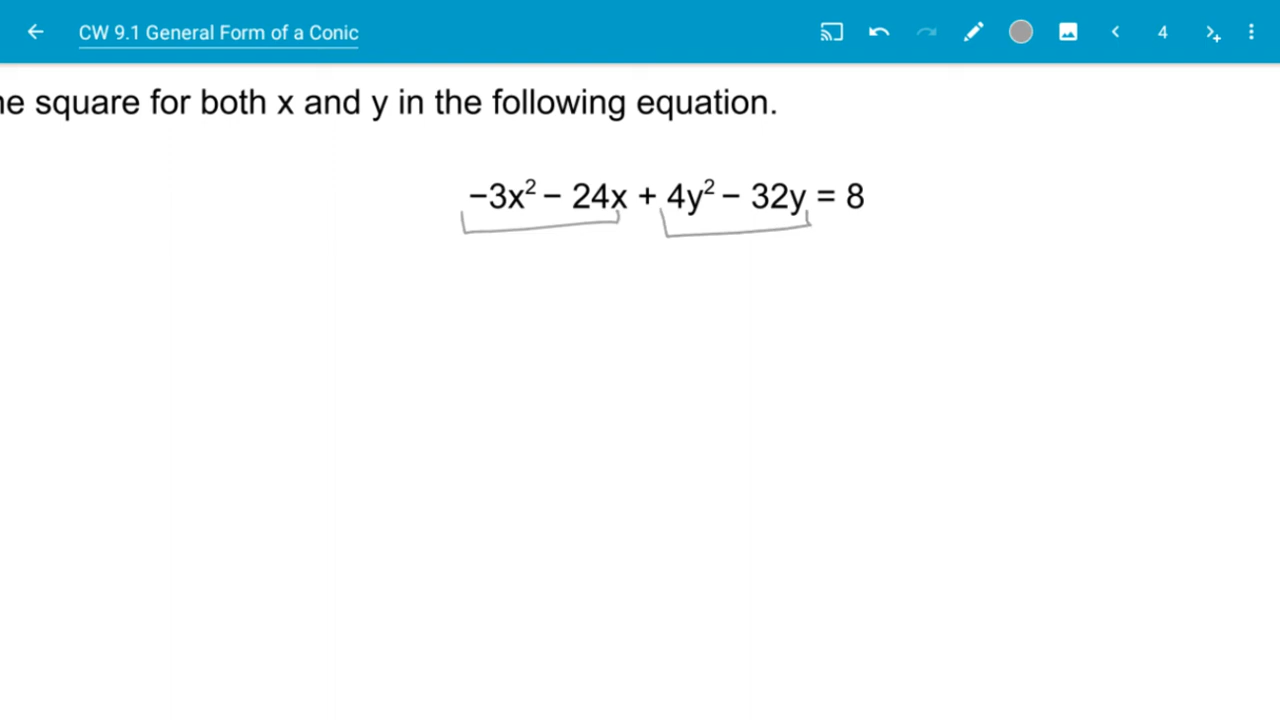 CW 9.1 General Form of a Conic
4
he square for both x and y in the following equation.
−3x² − 24x + 4y² − 32y = 8